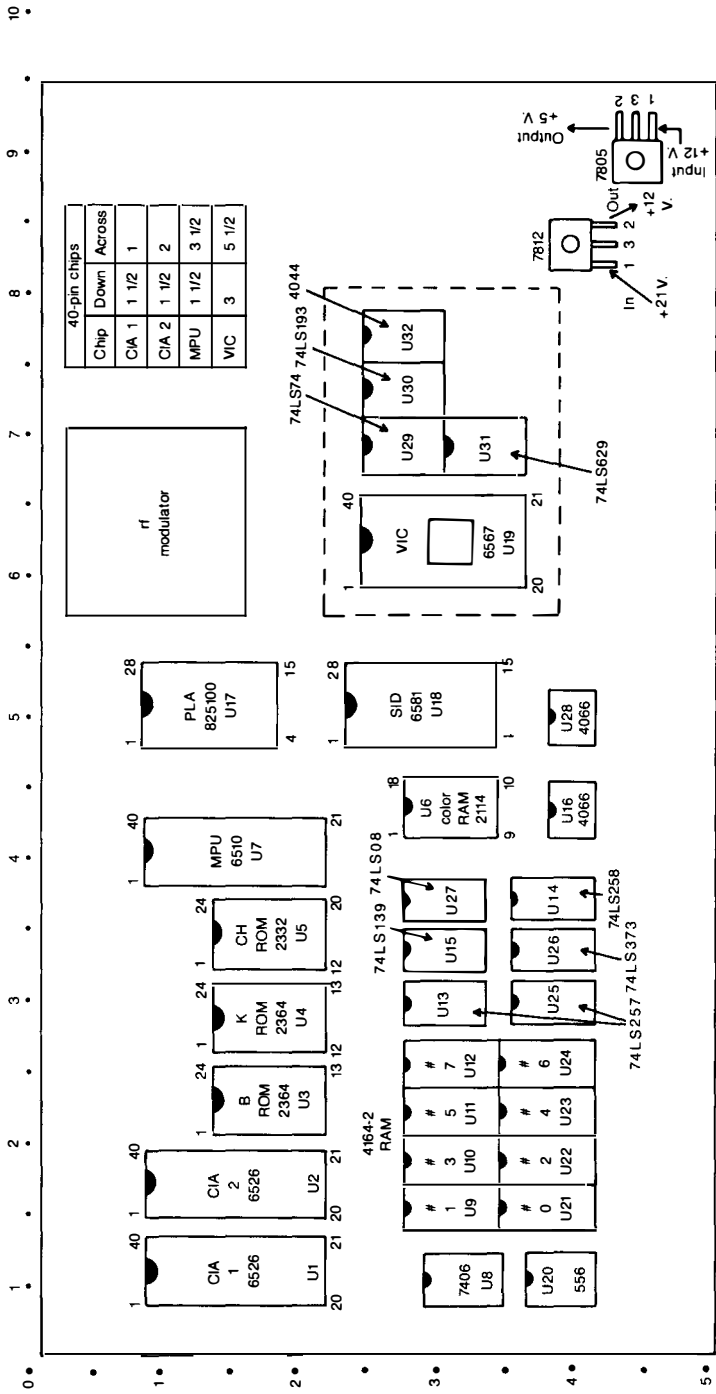 0 1 2 3 4 5 6 7 8 9 10
1
2
3
4
5
40-pin chips
Chip Down Across
CIA 1 1 1/2 1
CIA 2 1 1/2 2
MPU 1 1/2 3 1/2
VIC 3 5 1/2
rf
modulator
1 40
CIA
1
6526
U1
20 21
1 40
CIA
2
6526
U2
20 21
1 24
B
ROM
2364
U3
12 13
1 24
K
ROM
2364
U4
12 13
1 24
CH
ROM
2332
U5
12 20
1 40
MPU
6510
U7
21
1 28
PLA
825100
U17
4 15
1 28
SID
6581
U18
1 15
1 40
VIC
6567
U19
20 21
74LS74
74LS193
4044
U29
U30
U32
U31
74LS629
7812
1 3 2
In
+21V.
Out
+12
V.
7805
1 3 2
Input
+12 V.
Output
+5 V.
7406
U8
U20
556
4164-2
RAM
# 1 U9
# 3 U10
# 5 U11
# 7 U12
# 0 U21
# 2 U22
# 4 U23
# 6 U24
U13
U15
U27
74LS139
74LS08
U25
U26
U14
74LS257
74LS373
74LS258
1 18
U6
color
RAM
2114
9 10
U16
4066
U28
4066